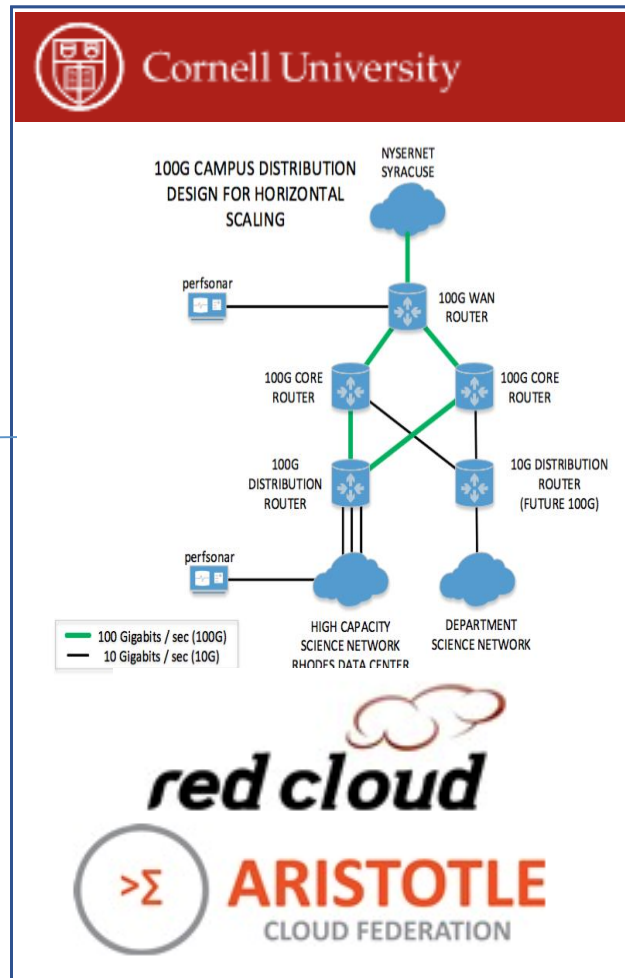 Cornell University
100G CAMPUS DISTRIBUTION
DESIGN FOR HORIZONTAL
SCALING
NYSERNET
SYRACUSE
perfsonar
100G WAN
ROUTER
100G CORE
ROUTER
100G CORE
ROUTER
100G
DISTRIBUTION
ROUTER
10G DISTRIBUTION
ROUTER
(FUTURE 100G)
perfsonar
HIGH CAPACITY
SCIENCE NETWORK
RHODES DATA CENTER
DEPARTMENT
SCIENCE NETWORK
100 Gigabits / sec (100G)
10 Gigabits / sec (10G)
red cloud
>Σ
ARISTOTLE
CLOUD FEDERATION